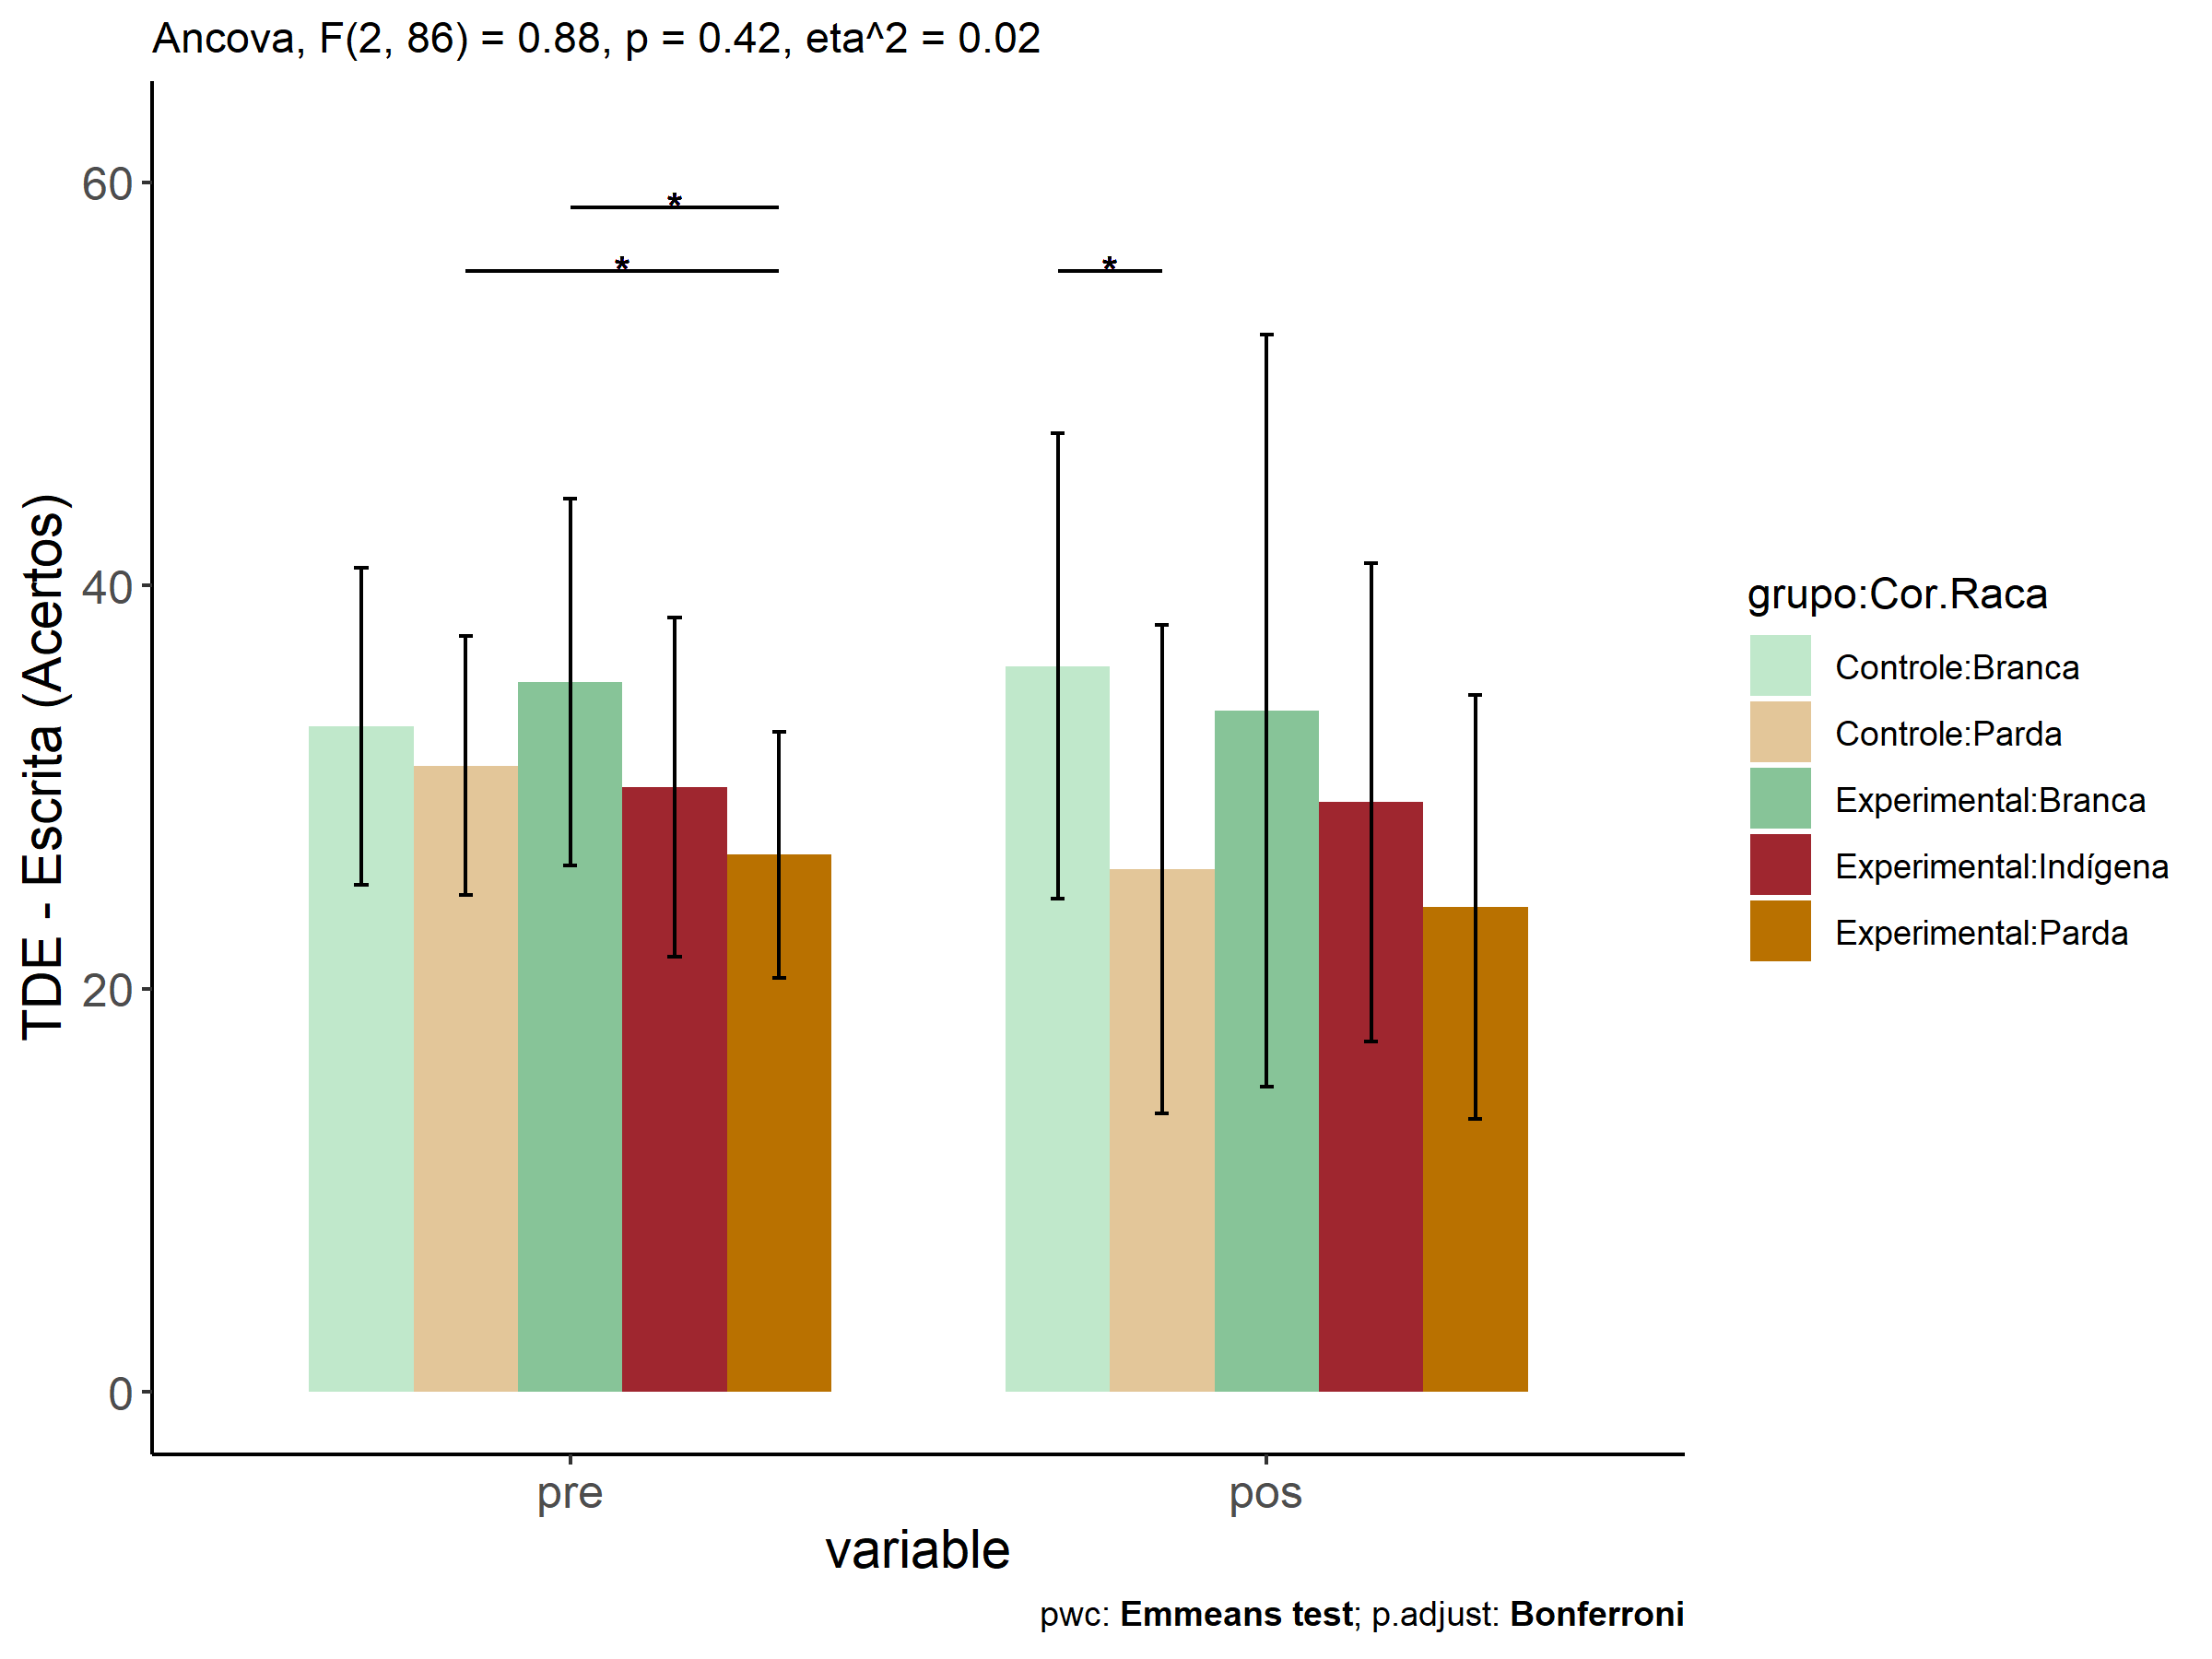 Ancova, F(2, 86) = 0.88, p = 0.42, eta^2 = 0.02
60
40
20
0
TDE - Escrita (Acertos)
*
*
*
pre
pos
variable
grupo:Cor.Raca
Controle:Branca
Controle:Parda
Experimental:Branca
Experimental:Indígena
Experimental:Parda
pwc: Emmeans test; p.adjust: Bonferroni